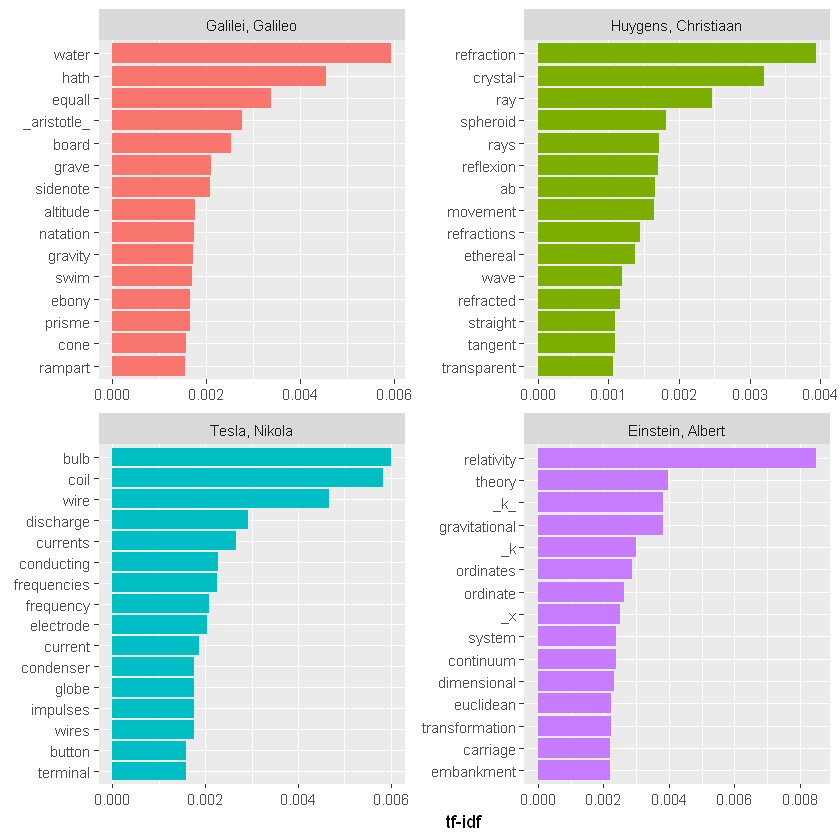 Galilei, Galileo
water
hath
equall
_aristotle_
board
grave
sidenote
altitude
natation
gravity
swim
ebony
prisme
cone
rampart
0.000 0.002 0.004 0.006
Huygens, Christiaan
refraction
crystal
ray
spheroid
rays
reflexion
ab
movement
refractions
ethereal
wave
refracted
straight
tangent
transparent
0.000 0.001 0.002 0.003 0.004
Tesla, Nikola
bulb
coil
wire
discharge
currents
conducting
frequencies
frequency
electrode
current
condenser
globe
impulses
wires
button
terminal
0.000 0.002 0.004 0.006
Einstein, Albert
relativity
theory
_k_
gravitational
_k
ordinates
ordinate
_x
system
continuum
dimensional
euclidean
transformation
carriage
embankment
0.000 0.002 0.004 0.006 0.008
tf-idf